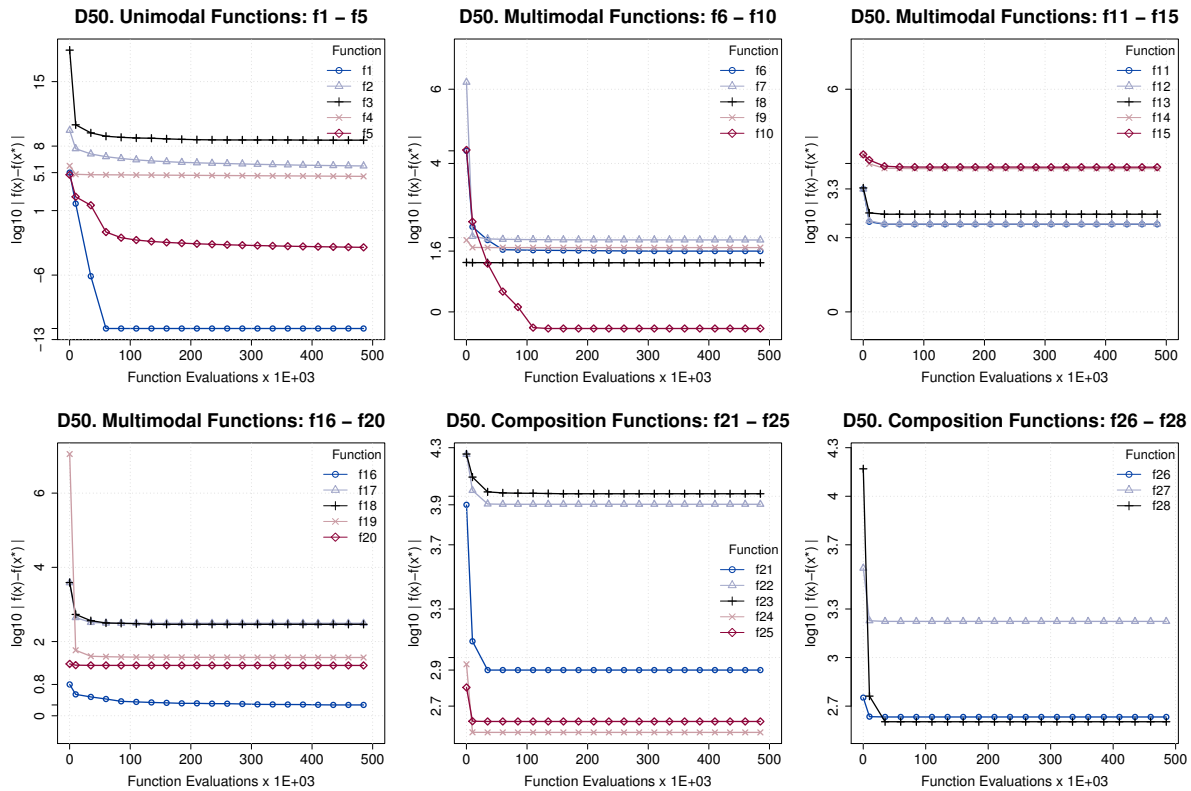 D50. Unimodal Functions: f1 − f5
log10 | f(x)−f(x*) |
15
8
5.1
1
−6
−13
Function
f1
f2
f3
f4
f5
0 100 200 300 400 500
Function Evaluations x 1E+03
D50. Multimodal Functions: f6 − f10
log10 | f(x)−f(x*) |
6
4
1.6
0
Function
f6
f7
f8
f9
f10
0 100 200 300 400 500
Function Evaluations x 1E+03
D50. Multimodal Functions: f11 − f15
log10 | f(x)−f(x*) |
6
3.3
2
0
Function
f11
f12
f13
f14
f15
0 100 200 300 400 500
Function Evaluations x 1E+03
D50. Multimodal Functions: f16 − f20
log10 | f(x)−f(x*) |
6
4
2
0.8
0
Function
f16
f17
f18
f19
f20
0 100 200 300 400 500
Function Evaluations x 1E+03
D50. Composition Functions: f21 − f25
log10 | f(x)−f(x*) |
4.3
3.9
3.7
3.3
2.9
2.7
Function
f21
f22
f23
f24
f25
0 100 200 300 400 500
Function Evaluations x 1E+03
D50. Composition Functions: f26 − f28
log10 | f(x)−f(x*) |
4.3
4
3.7
3.3
3
2.7
Function
f26
f27
f28
0 100 200 300 400 500
Function Evaluations x 1E+03